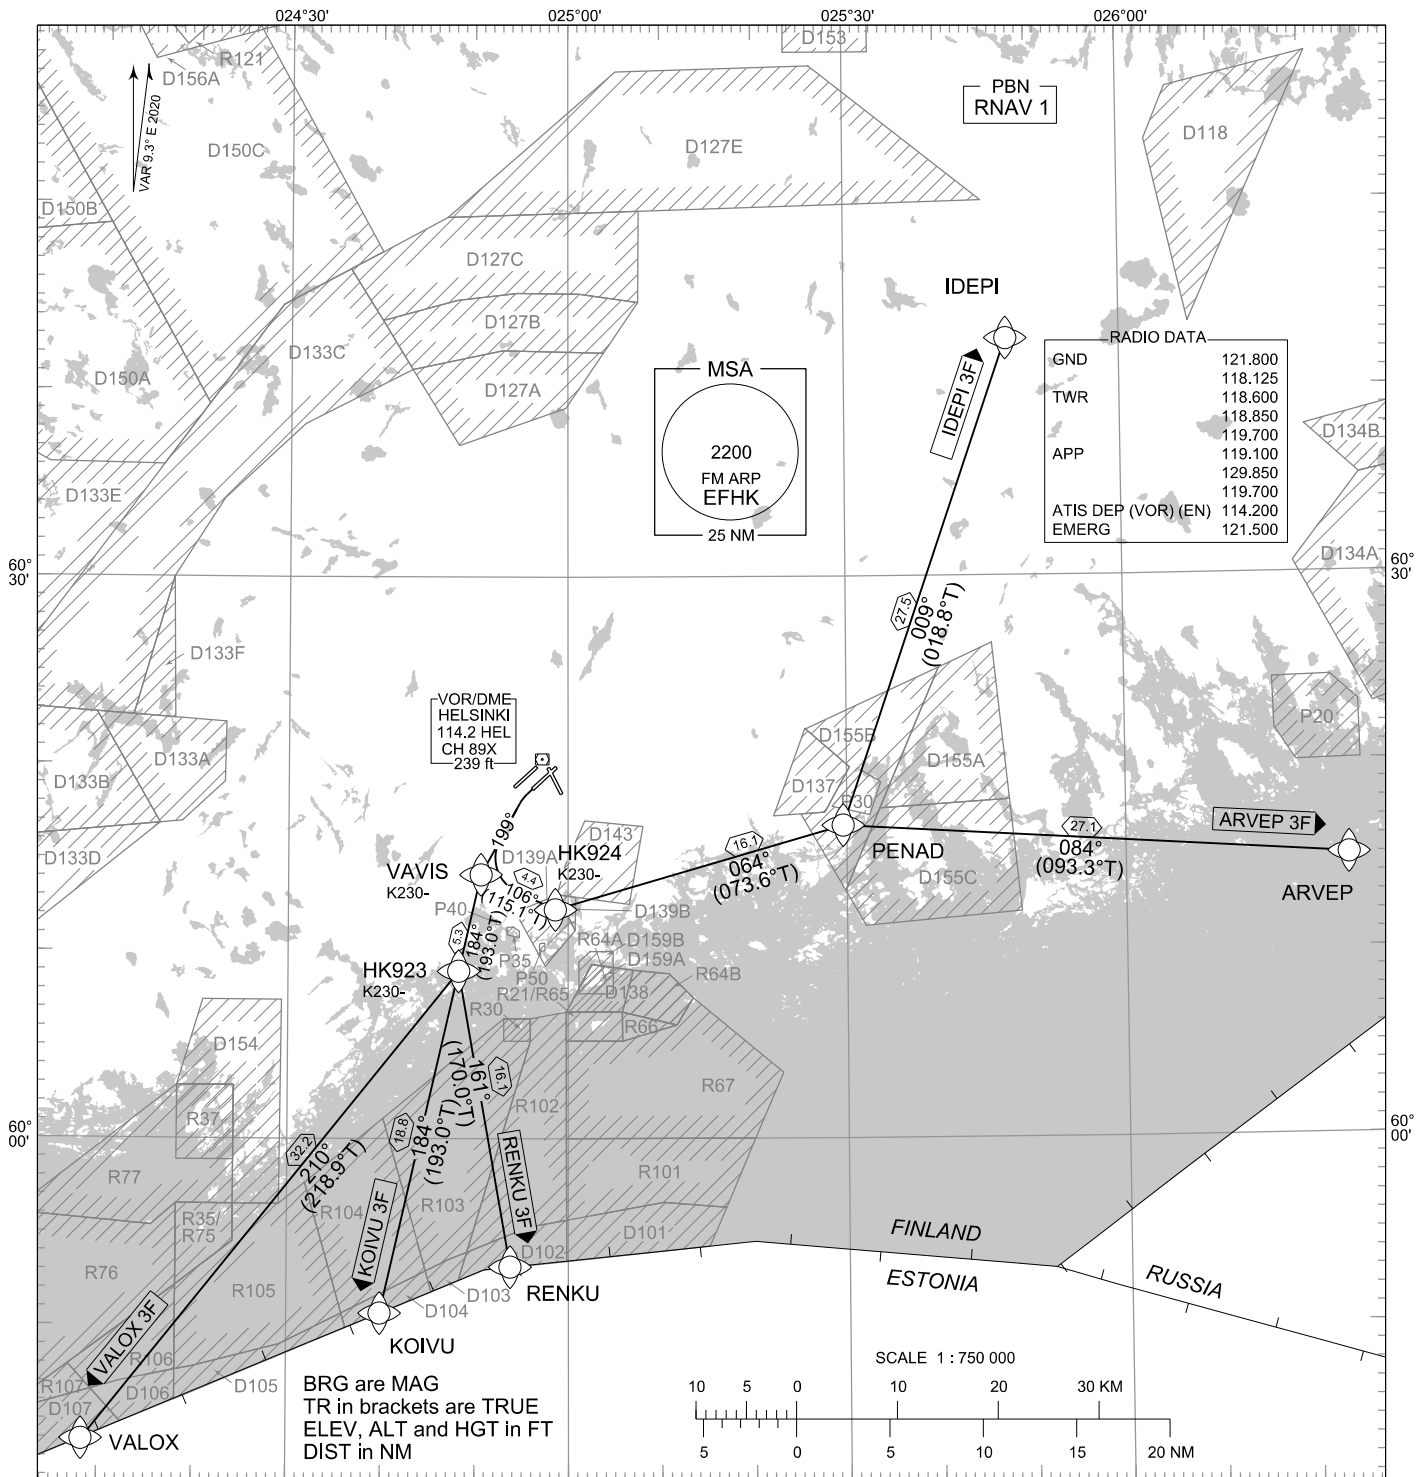 024°30'
025°00'
025°30'
026°00'
D153
R121
D156A
VAR 9.3° E 2020
PBN
RNAV 1
D118
D150C
D127E
D150B
D127C
IDEPI
D127B
D133C
D150A
D127A
MSA
2200
FM ARP
EFHK
25 NM
IDEPI 3F
RADIO DATA
GND 121.800
118.125
TWR 118.600
118.850
119.700
APP 119.100
129.850
119.700
ATIS DEP (VOR) (EN) 114.200
EMERG 121.500
D134B
D133E
D134A
60°
30'
60°
30'
27.5
009°
(018.8°T)
D133F
VOR/DME
HELSINKI
114.2 HEL
CH 89X
239 ft
P20
D133A
D133B
D155B
D155A
D137
P30
D133D
199°
D143
D139A
HK924
K230-
16.1
064°
(073.6°T)
PENAD
27.1
084°
(093.3°T)
ARVEP 3F
ARVEP
VAVIS
K230-
4.4
106°
(115.1°T)
D155C
P40
D139B
5.3
184°
(193.0°T)
P35
R64A
D159B
D159A
HK923
K230-
P50
R21/R65
D138
R64B
R30
R66
D154
R37
161°
(170.0°T)
16.1
R102
R67
60°
00'
60°
00'
32.2
210°
(218.9°T)
18.8
184°
(193.0°T)
RENKU 3F
R101
R77
R35/
R75
R104
R103
KOIVU 3F
D101
D102
FINLAND
ESTONIA
RUSSIA
R76
R105
D103
RENKU
D104
KOIVU
VALOX 3F
R106
D105
R107
D106
D107
VALOX
SCALE 1 : 750 000
BRG are MAG
TR in brackets are TRUE
ELEV, ALT and HGT in FT
DIST in NM
10 5 0 10 20 30 KM
5 0 5 10 15 20 NM